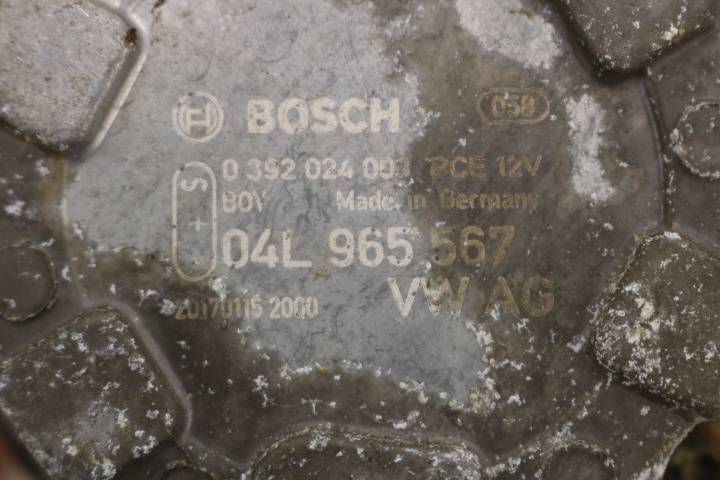 BOSCH 058
0 392 024 003 PCE 12V
BOY Made in Germany
S +
04L 965 567
VW AG
20170115 2000